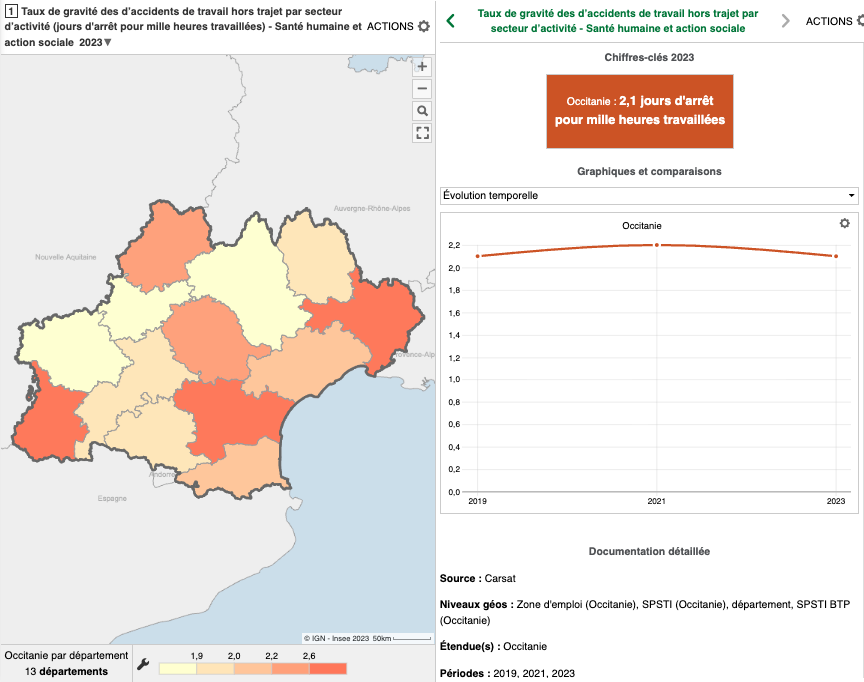 1 Taux de gravité des d'accidents de travail hors trajet par secteur
d'activité (jours d'arrêt pour mille heures travaillées) - Santé humaine et
action sociale 2023▼
ACTIONS
Auvergne-Rhône-Alpes
Nouvelle Aquitaine
Provence-Alp
Andorre
Espagne
© IGN - Insee 2023 50km
Occitanie par département
13 départements
1,9 2,0 2,2 2,6
Taux de gravité des d'accidents de travail hors trajet par
secteur d'activité - Santé humaine et action sociale
ACTIONS
Chiffres-clés 2023
Occitanie : 2,1 jours d'arrêt
pour mille heures travaillées
Graphiques et comparaisons
Évolution temporelle
Occitanie
2,2
2,0
1,8
1,6
1,4
1,2
1,0
0,8
0,6
0,4
0,2
0,0
2019 2021 2023
Documentation détaillée
Source : Carsat
Niveaux géos : Zone d'emploi (Occitanie), SPSTI (Occitanie), département, SPSTI BTP
(Occitanie)
Étendue(s) : Occitanie
Périodes : 2019, 2021, 2023